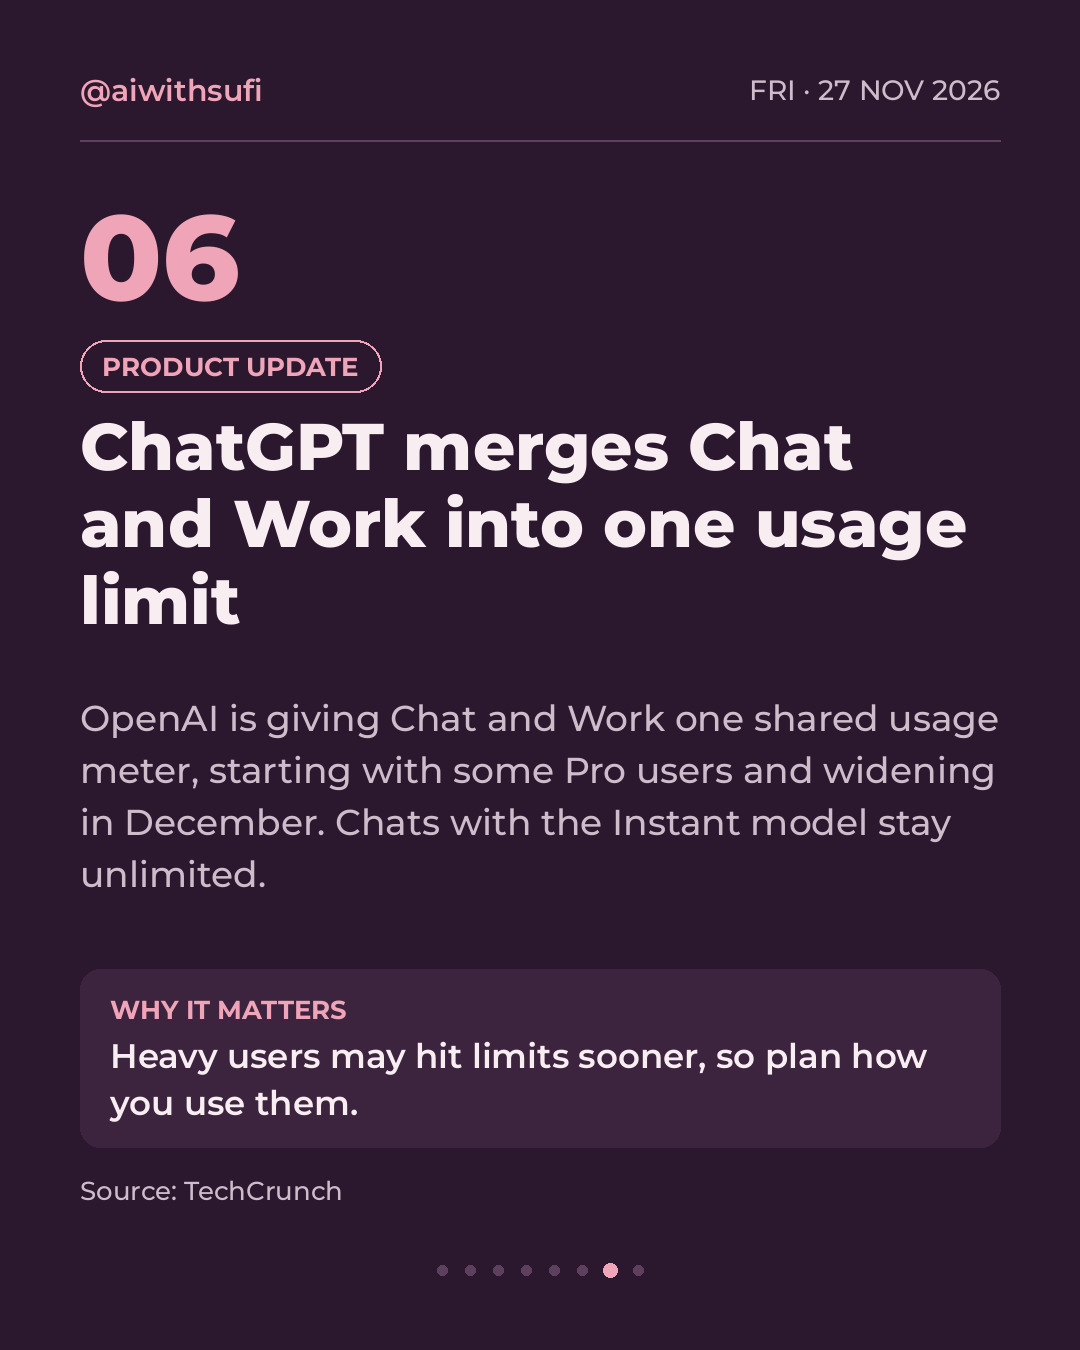 @aiwithsufi
FRI · 27 NOV 2026
06
PRODUCT UPDATE
ChatGPT merges Chat
and Work into one usage
limit
OpenAI is giving Chat and Work one shared usage
meter, starting with some Pro users and widening
in December. Chats with the Instant model stay
unlimited.
WHY IT MATTERS
Heavy users may hit limits sooner, so plan how
you use them.
Source: TechCrunch